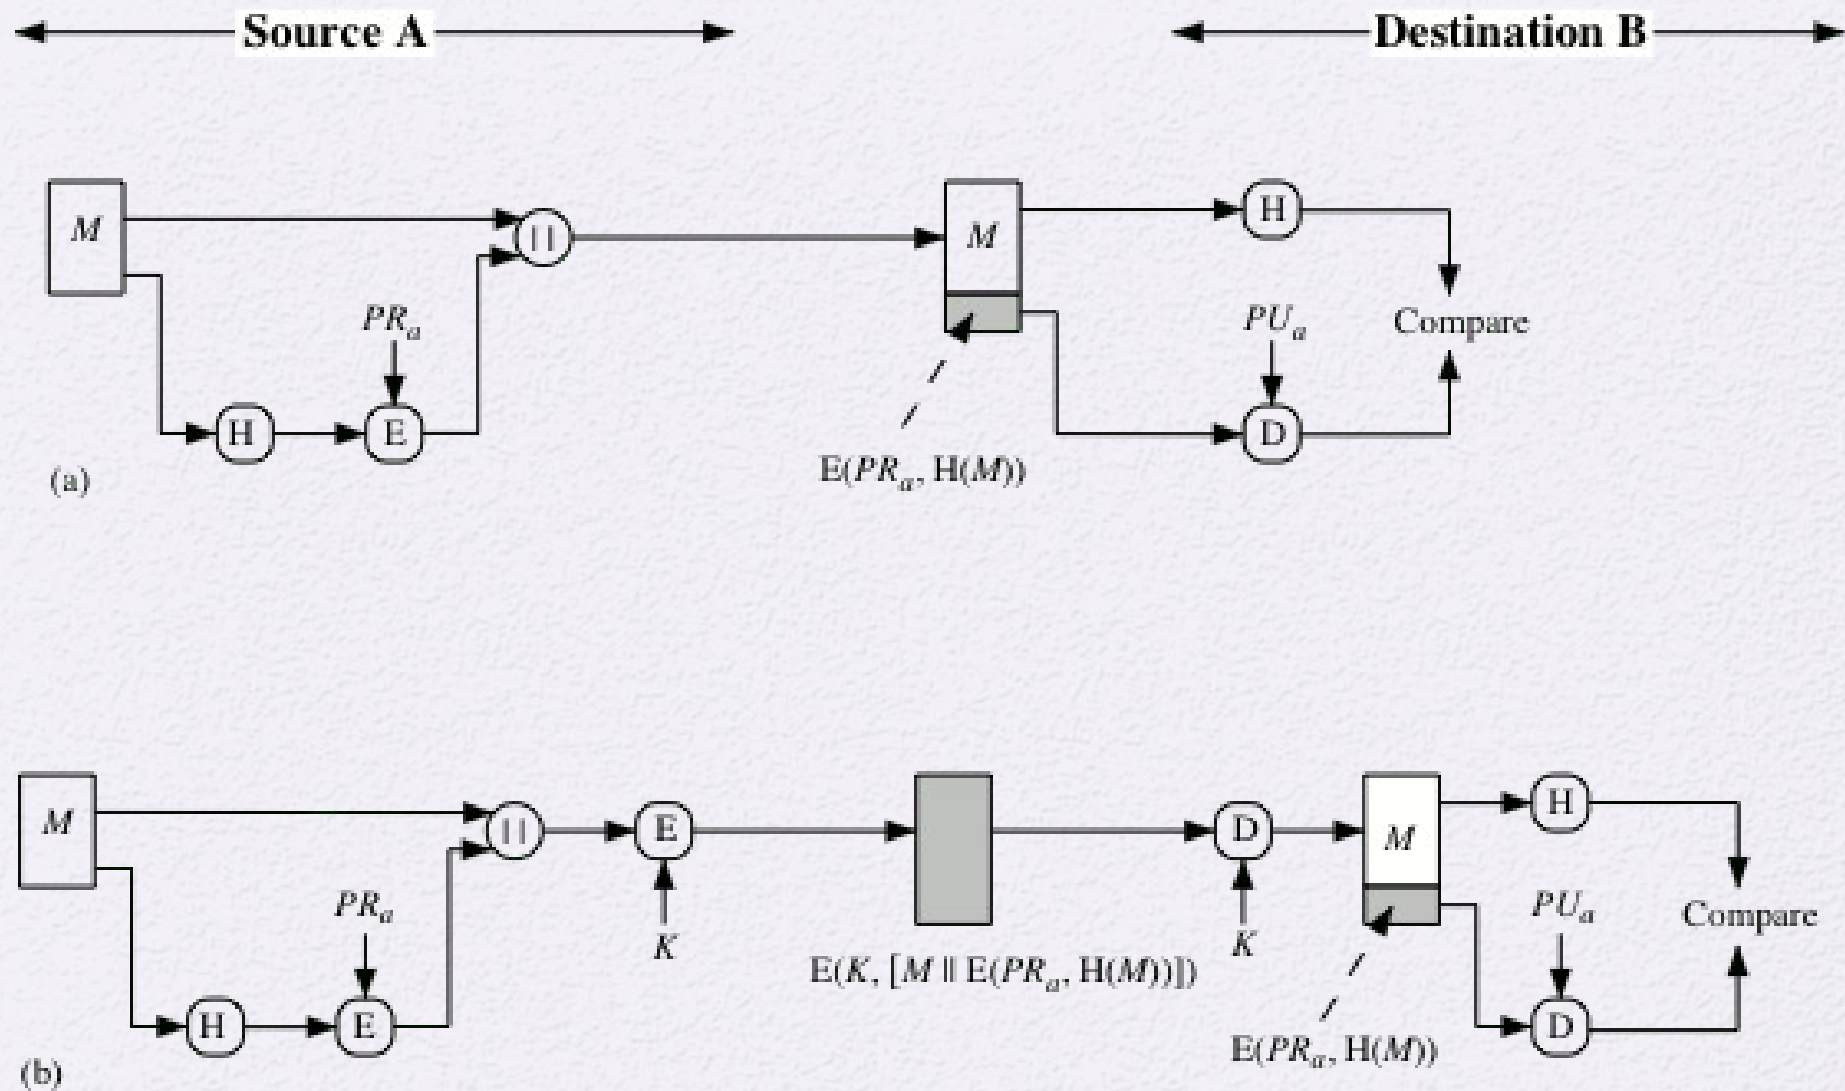 Source A
Destination B
M
||
M
H
PRₐ
PUₐ
Compare
H
E
D
E(PRₐ, H(M))
(a)
M
||
E
D
M
H
PRₐ
K
K
PUₐ
Compare
E(K, [M || E(PRₐ, H(M))])
H
E
D
E(PRₐ, H(M))
(b)